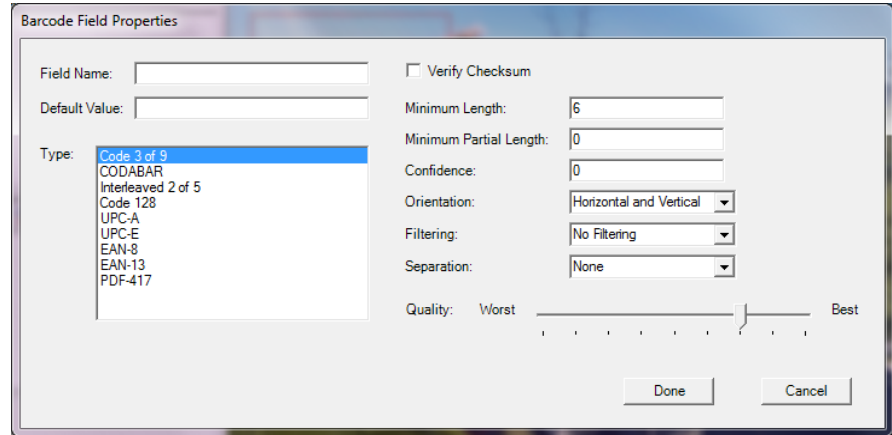 Barcode Field Properties
Field Name:
Default Value:
Type:
Code 3 of 9
CODABAR
Interleaved 2 of 5
Code 128
UPC-A
UPC-E
EAN-8
EAN-13
PDF-417
Verify Checksum
Minimum Length: 6
Minimum Partial Length: 0
Confidence: 0
Orientation: Horizontal and Vertical
Filtering: No Filtering
Separation: None
Quality: Worst Best
Done Cancel